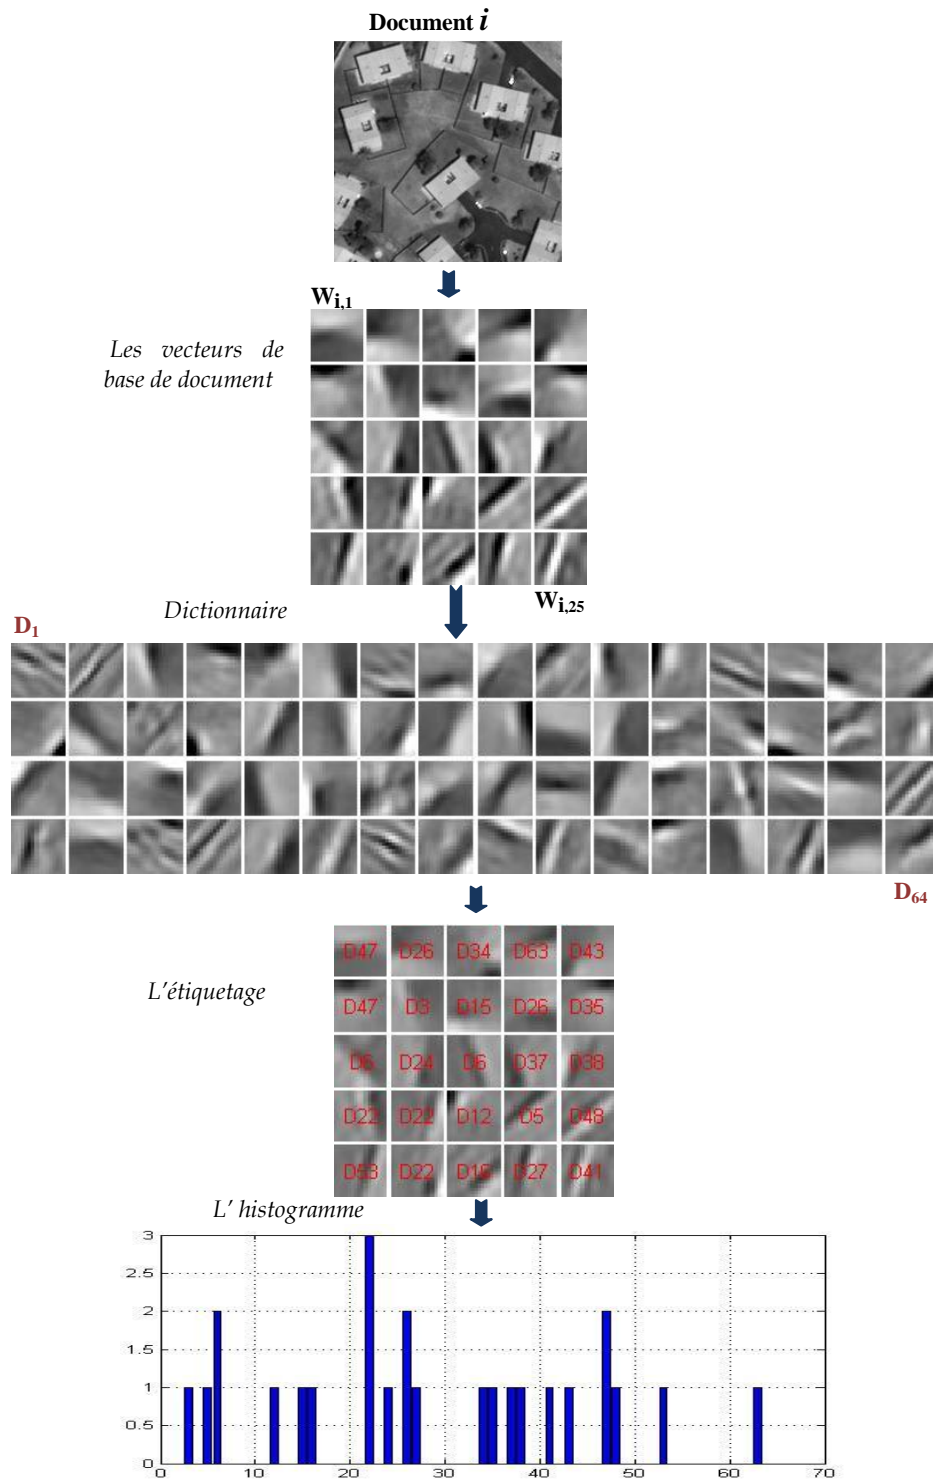 Document i
Wi,1
Les vecteurs de
base de document
Wi,25
Dictionnaire
D1
D64
L'étiquetage
D47 D26 D34 D63 D43
D47 D3 D15 D26 D35
D6 D24 D6 D37 D38
D22 D22 D12 D5 D48
D53 D22 D16 D27 D41
L' histogramme
3
2.5
2
1.5
1
0.5
0
0 10 20 30 40 50 60 70